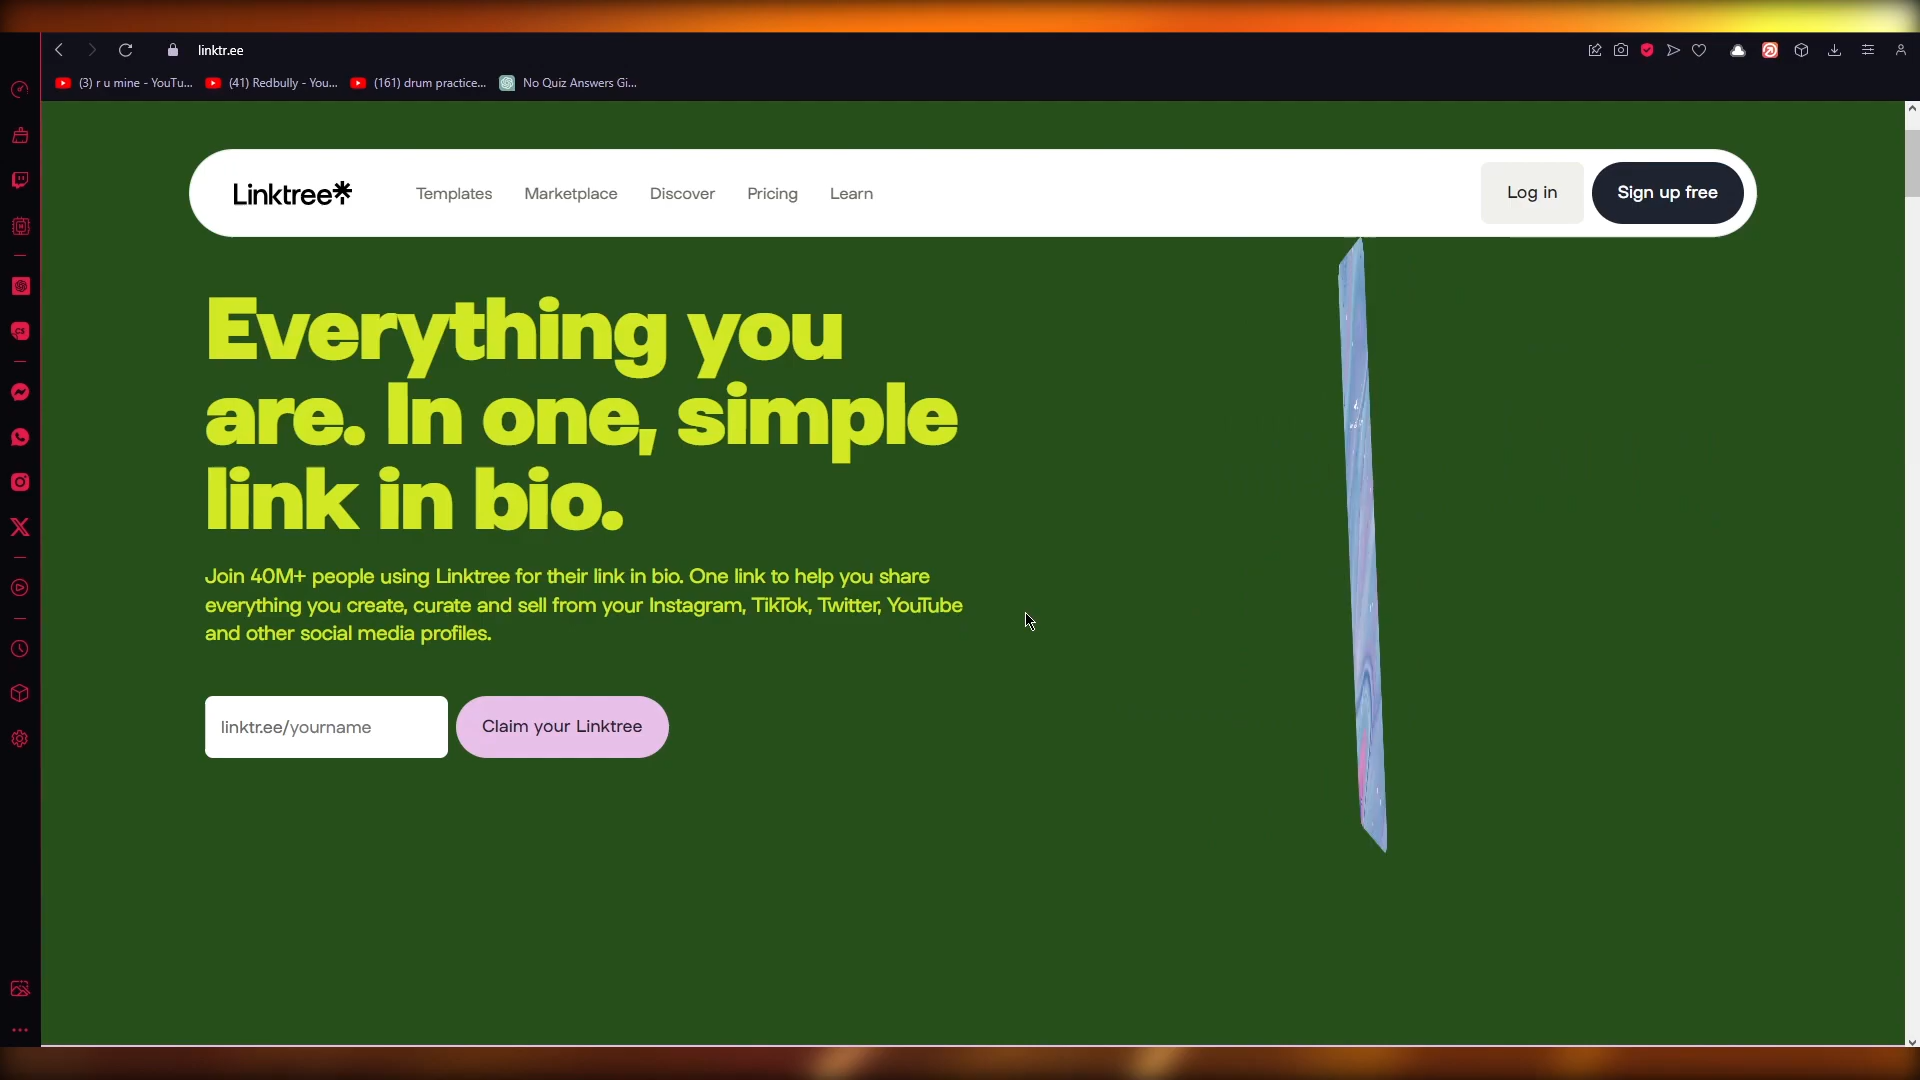 linktr.ee
(3) r u mine - YouTu...
(41) Redbully - You...
(161) drum practice...
No Quiz Answers Gi...
Linktree
Templates
Marketplace
Discover
Pricing
Learn
Log in
Sign up free
Everything you
are. In one, simple
link in bio.
Join 40M+ people using Linktree for their link in bio. One link to help you share
everything you create, curate and sell from your Instagram, TikTok, Twitter, YouTube
and other social media profiles.
linktr.ee/yourname
Claim your Linktree